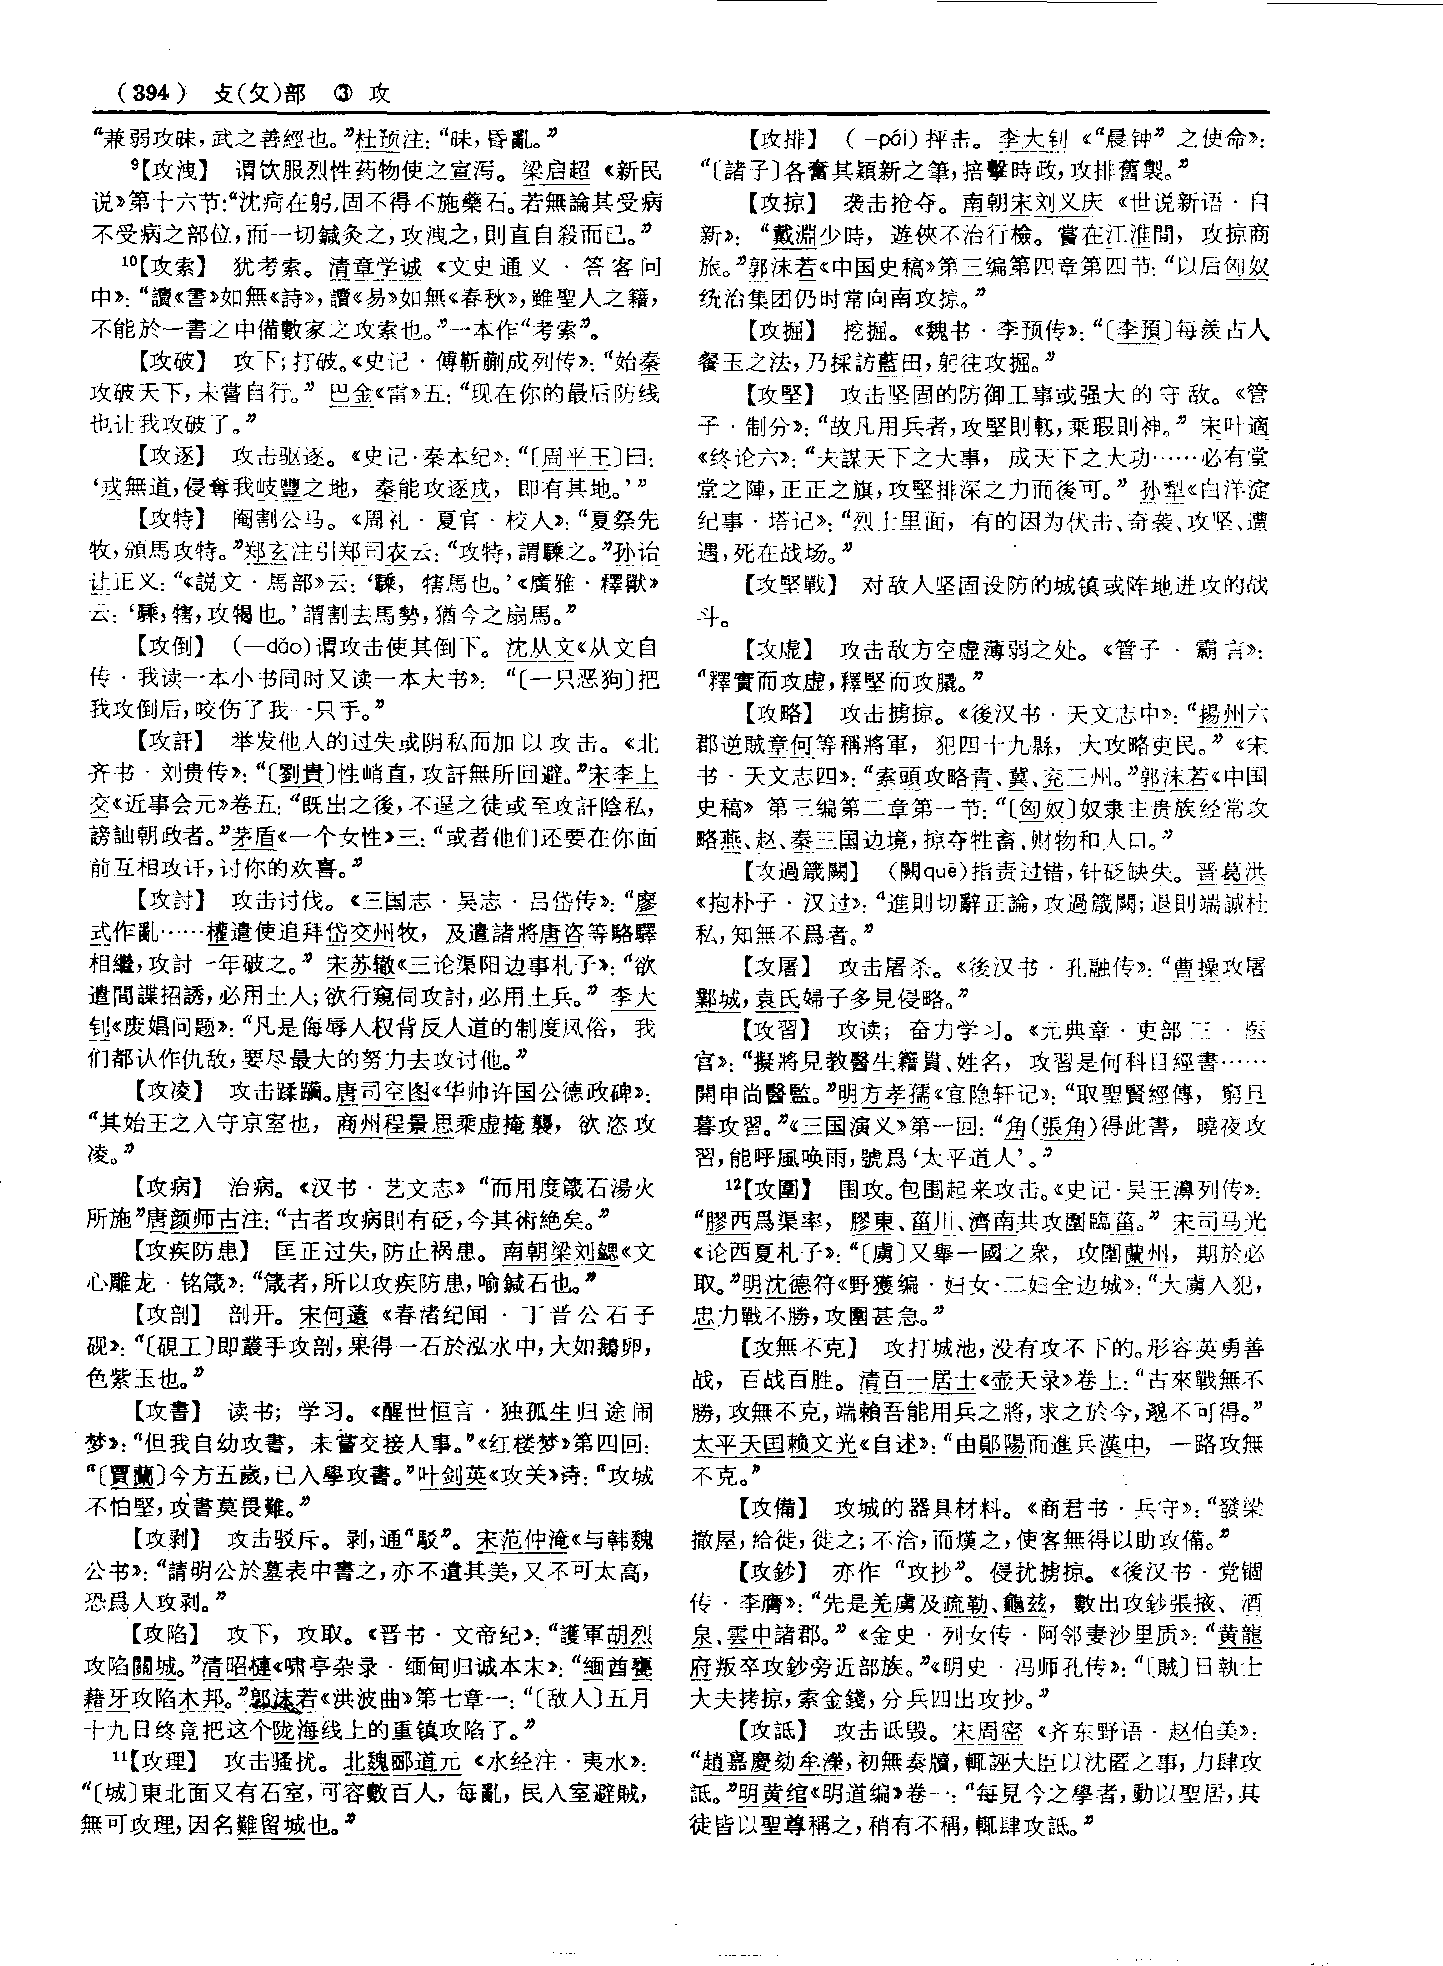 (394) 攴(攵)部 ③ 攻
“兼弱攻昧，武之善經也。”杜预注：“昧，昏亂。”
⁹【攻洩】 谓饮服烈性药物使之宣泻。梁启超《新民
说》第十六节：“沈疴在躬，固不得不施藥石。若無論其受病
不受病之部位，而一切鍼灸之，攻洩之，則直自殺而已。”
¹⁰【攻索】 犹考索。清章学诚《文史通义·答客问
中》：“讀《書》如無《詩》，讀《易》如無《春秋》，雖聖人之籍，
不能於一書之中備數家之攻索也。”一本作“考索”。
【攻破】 攻下；打破。《史记·傅靳蒯成列传》：“始秦
攻破天下，未嘗自行。” 巴金《雷》五：“现在你的最后防线
也让我攻破了。”
【攻逐】 攻击驱逐。《史记·秦本纪》：“〔周平王〕曰：
‘戎無道，侵奪我岐豐之地，秦能攻逐戎，即有其地。’”
【攻特】 阉割公马。《周礼·夏官·校人》：“夏祭先
牧，頒馬攻特。”郑玄注引郑司农云：“攻特，謂騬之。”孙诒
让正义：“《説文·馬部》云：‘騬，犗馬也。’《廣雅·釋獸》
云：‘騬，犗，攻犗也。’謂割去馬勢，猶今之扇馬。”
【攻倒】 (—dǎo)谓攻击使其倒下。沈从文《从文自
传·我读一本小书同时又读一本大书》：“〔一只恶狗〕把
我攻倒后，咬伤了我一只手。”
【攻訐】 举发他人的过失或阴私而加以攻击。《北
齐书·刘贵传》：“〔劉貴〕性峭直，攻訐無所回避。”宋李上
交《近事会元》卷五：“既出之後，不逞之徒或至攻訐陰私，
謗訕朝政者。”茅盾《一个女性》三：“或者他们还要在你面
前互相攻讦，讨你的欢喜。”
【攻討】 攻击讨伐。《三国志·吴志·吕岱传》：“廖
式作亂……權遣使追拜岱交州牧，及遣諸將唐咨等駱驛
相繼，攻討一年破之。” 宋苏辙《三论渠阳边事札子》：“欲
遣間諜招誘，必用土人；欲行窺伺攻討，必用土兵。” 李大
钊《废娼问题》：“凡是侮辱人权背反人道的制度风俗，我
们都认作仇敌，要尽最大的努力去攻讨他。”
【攻凌】 攻击蹂躏。唐司空图《华帅许国公德政碑》：
“其始王之入守京室也，商州程景思乘虚掩襲，欲恣攻
凌。”
【攻病】 治病。《汉书·艺文志》“而用度箴石湯火
所施”唐颜师古注：“古者攻病則有砭，今其術絶矣。”
【攻疾防患】 匡正过失，防止祸患。南朝梁刘勰《文
心雕龙·铭箴》：“箴者，所以攻疾防患，喻鍼石也。”
【攻剖】 剖开。宋何薳《春渚纪闻·丁晋公石子
砚》：“〔硯工〕即叢手攻剖，果得一石於泓水中，大如鵝卵，
色紫玉也。”
【攻書】 读书；学习。《醒世恒言·独孤生归途闹
梦》：“但我自幼攻書，未嘗交接人事。”《红楼梦》第四回：
“〔賈蘭〕今方五歲，已入學攻書。”叶剑英《攻关》诗：“攻城
不怕堅，攻書莫畏難。”
【攻剥】 攻击驳斥。剥，通“駁”。宋范仲淹《与韩魏
公书》：“請明公於墓表中書之，亦不遺其美，又不可太高，
恐爲人攻剥。”
【攻陷】 攻下，攻取。《晋书·文帝纪》：“護軍胡烈
攻陷關城。”清昭槤《啸亭杂录·缅甸归诚本末》：“缅酋甕
藉牙攻陷木邦。”郭沫若《洪波曲》第七章一：“〔敌人〕五月
十九日终竟把这个陇海线上的重镇攻陷了。”
¹¹【攻理】 攻击骚扰。北魏郦道元《水经注·夷水》：
“〔城〕東北面又有石室，可容數百人，每亂，民入室避賊，
無可攻理，因名難留城也。”
【攻排】 (—pái)抨击。李大钊《“晨钟”之使命》：
“〔諸子〕各奮其穎新之筆，掊擊時政，攻排舊製。”
【攻掠】 袭击抢夺。南朝宋刘义庆《世说新语·自
新》：“戴淵少時，遊俠不治行檢。嘗在江淮間，攻掠商
旅。”郭沫若《中国史稿》第三编第四章第四节：“以后匈奴
统治集团仍时常向南攻掠。”
【攻掘】 挖掘。《魏书·李预传》：“〔李預〕每羨古人
餐玉之法，乃採訪藍田，躬往攻掘。”
【攻堅】 攻击坚固的防御工事或强大的守敌。《管
子·制分》：“故凡用兵者，攻堅則軔，乘瑕則神。” 宋叶適
《终论六》：“夫謀天下之大事，成天下之大功……必有堂
堂之陣，正正之旗，攻堅排深之力而後可。” 孙犁《白洋淀
纪事·塔记》：“烈士里面，有的因为伏击、奇袭、攻坚、遭
遇，死在战场。”
【攻堅戰】 对敌人坚固设防的城镇或阵地进攻的战
斗。
【攻虚】 攻击敌方空虚薄弱之处。《管子·霸言》：
“釋實而攻虚，釋堅而攻膬。”
【攻略】 攻击掳掠。《後汉书·天文志中》：“揚州六
郡逆賊章何等稱將軍，犯四十九縣，大攻略吏民。” 《宋
书·天文志四》：“索頭攻略青、冀、兗三州。”郭沫若《中国
史稿》第三编第二章第一节：“〔匈奴〕奴隶主贵族经常攻
略燕、赵、秦三国边境，掠夺牲畜、财物和人口。”
【攻過箴闕】 (闕quē)指责过错，针砭缺失。晋葛洪
《抱朴子·汉过》：“進則切辭正論，攻過箴闕；退則端誠杜
私，知無不爲者。”
【攻屠】 攻击屠杀。《後汉书·孔融传》：“曹操攻屠
鄴城，袁氏婦子多見侵略。”
【攻習】 攻读；奋力学习。《元典章·吏部三·医
官》：“擬將見教醫生籍貫、姓名，攻習是何科目經書……
開申尚醫監。”明方孝孺《宜隐轩记》：“取聖賢經傳，窮旦
暮攻習。”《三国演义》第一回：“角(張角)得此書，曉夜攻
習，能呼風唤雨，號爲‘太平道人’。”
¹²【攻圍】 围攻。包围起来攻击。《史记·吴王濞列传》：
“膠西爲渠率，膠東、菑川、濟南共攻圍臨菑。” 宋司马光
《论西夏札子》：“〔虜〕又舉一國之衆，攻圍蘭州，期於必
取。”明沈德符《野獲编·妇女·二妇全边城》：“大虜入犯，
忠力戰不勝，攻圍甚急。”
【攻無不克】 攻打城池，没有攻不下的。形容英勇善
战，百战百胜。清百一居士《壶天录》卷上：“古來戰無不
勝，攻無不克，端賴吾能用兵之將，求之於今，邈不可得。”
太平天国赖文光《自述》：“由鄖陽而進兵漢中，一路攻無
不克。”
【攻備】 攻城的器具材料。《商君书·兵守》：“發梁
撤屋，給徙，徙之；不洽，而熯之，使客無得以助攻備。”
【攻鈔】 亦作“攻抄”。侵扰掳掠。《後汉书·党锢
传·李膺》：“先是羌虜及疏勒、龜兹，數出攻鈔張掖、酒
泉、雲中諸郡。” 《金史·列女传·阿邻妻沙里质》：“黄龍
府叛卒攻鈔旁近部族。”《明史·冯师孔传》：“〔賊〕日執士
大夫拷掠，索金錢，分兵四出攻抄。”
【攻詆】 攻击诋毁。宋周密《齐东野语·赵伯美》：
“趙嘉慶劾牟濚，初無奏牘，輒誣大臣以沈匿之事，力肆攻
詆。”明黄绾《明道编》卷一：“每見今之學者，動以聖居，其
徒皆以聖尊稱之，稍有不稱，輒肆攻詆。”